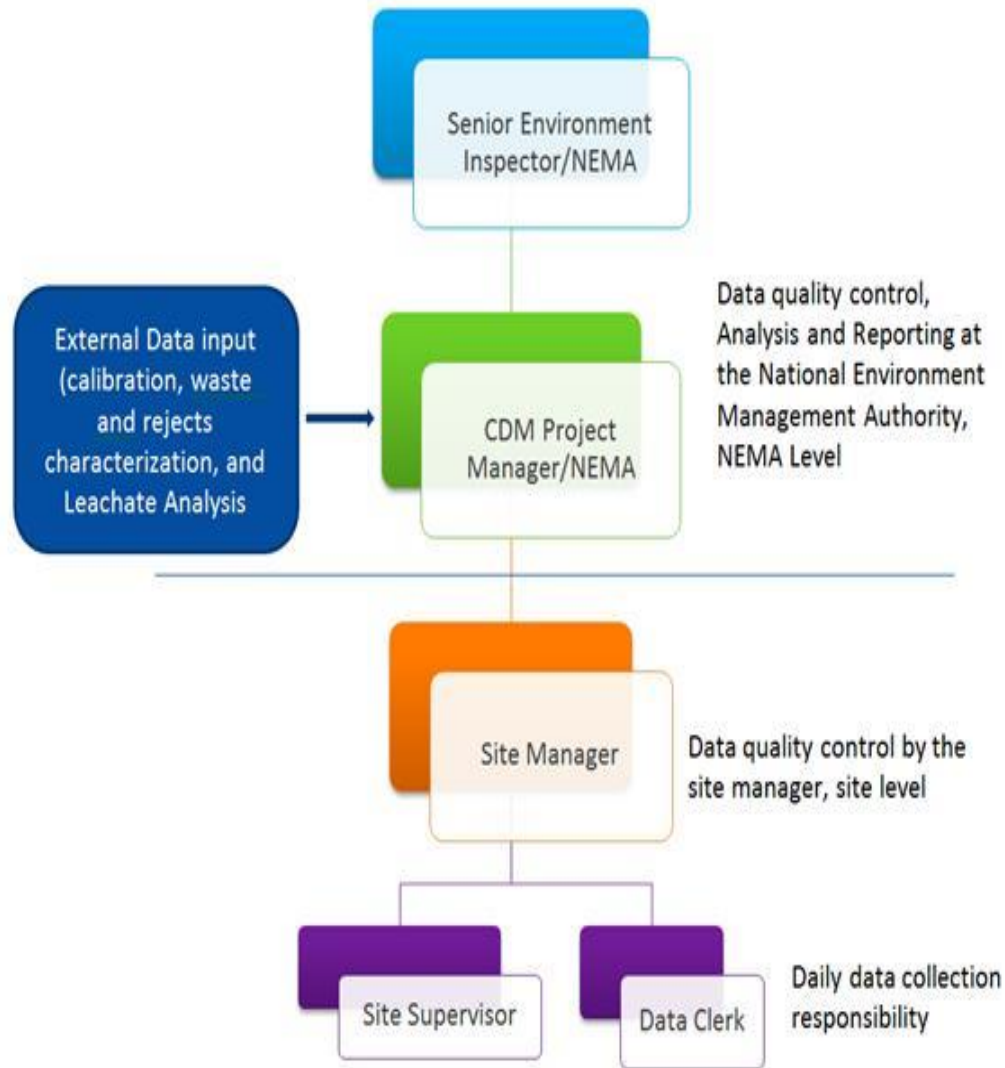 Senior Environment
Inspector/NEMA
External Data input
(calibration, waste
and rejects
characterization, and
Leachate Analysis
CDM Project
Manager/NEMA
Data quality control,
Analysis and Reporting at
the National Environment
Management Authority,
NEMA Level
Site Manager
Data quality control by the
site manager, site level
Site Supervisor
Data Clerk
Daily data collection
responsibility